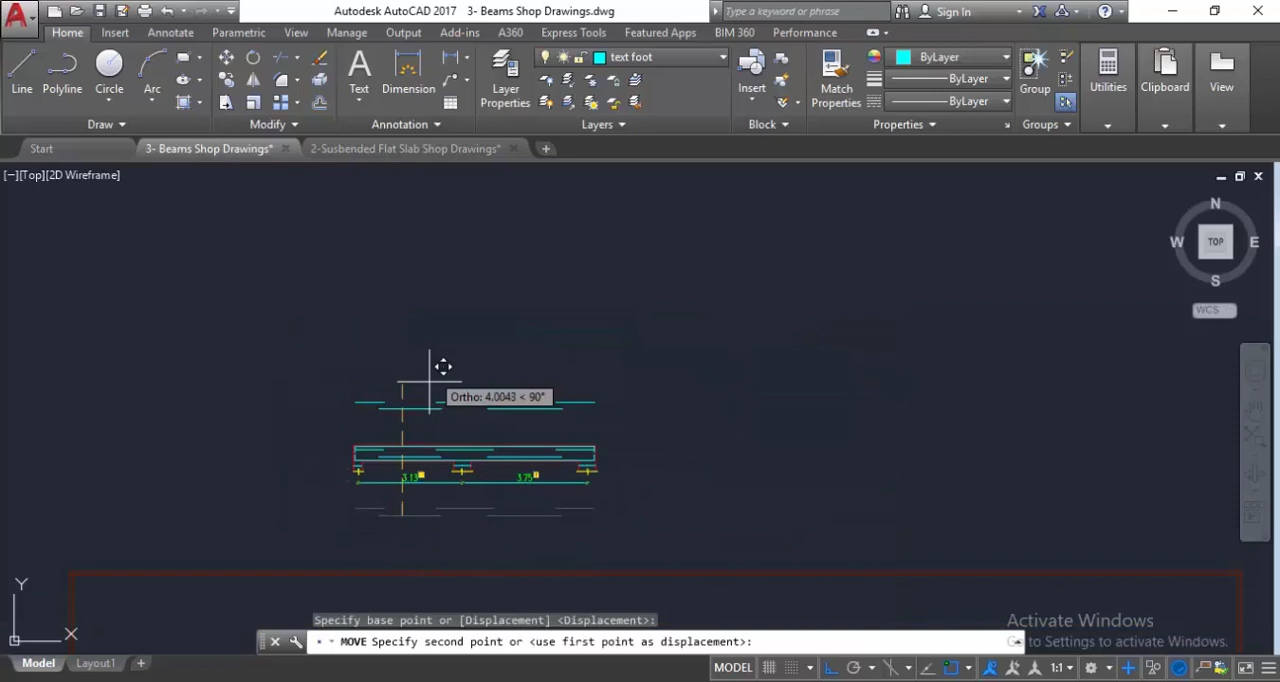 Autodesk AutoCAD 2017 3- Beams Shop Drawings.dwg
Type a keyword or phrase
Sign In
Home Insert Annotate Parametric View Manage Output Add-ins A360 Express Tools Featured Apps BIM 360 Performance
Line Polyline Circle Arc
Text Dimension
Layer Properties
text foot
Insert
Match Properties
ByLayer
ByLayer
ByLayer
Group
Utilities
Clipboard
View
Draw Modify Annotation Layers Block Properties Groups
Start 3- Beams Shop Drawings* 2-Susbended Flat Slab Shop Drawings*
[−][Top][2D Wireframe]
N
W TOP E
S
WCS
Ortho: 4.0043 < 90°
3.13 3.75
Y
X
Specify base point or [Displacement] <Displacement>:
MOVE Specify second point or <use first point as displacement>:
Activate Windows
to Settings to activate Windows.
Model Layout1
MODEL 1:1